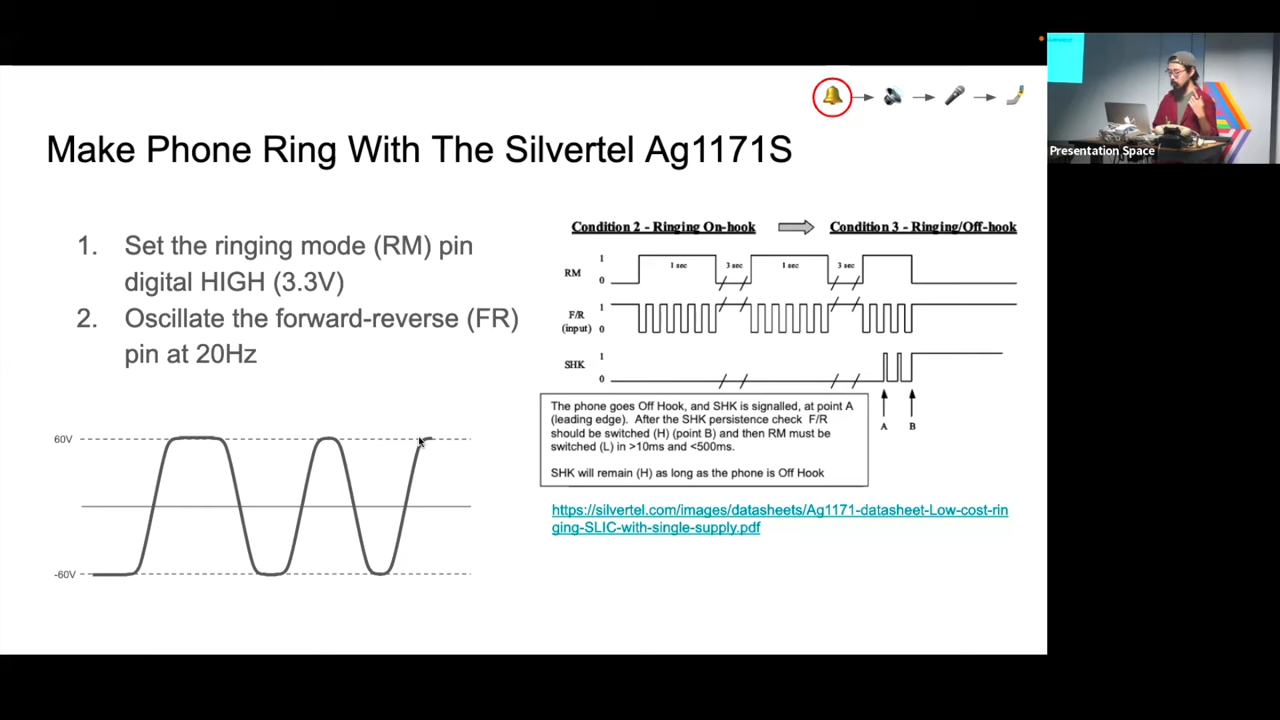 Make Phone Ring With The Silvertel Ag1171S
1. Set the ringing mode (RM) pin
digital HIGH (3.3V)
2. Oscillate the forward-reverse (FR)
pin at 20Hz
60V
-60V
Condition 2 - Ringing On-hook
Condition 3 - Ringing/Off-hook
RM
1
0
1 sec
3 sec
1 sec
3 sec
F/R
(input)
1
0
SHK
1
0
A
B
The phone goes Off Hook, and SHK is signalled, at point A
(leading edge). After the SHK persistence check F/R
should be switched (H) (point B) and then RM must be
switched (L) in >10ms and <500ms.
SHK will remain (H) as long as the phone is Off Hook
https://silvertel.com/images/datasheets/Ag1171-datasheet-Low-cost-rin
ging-SLIC-with-single-supply.pdf
Presentation Space